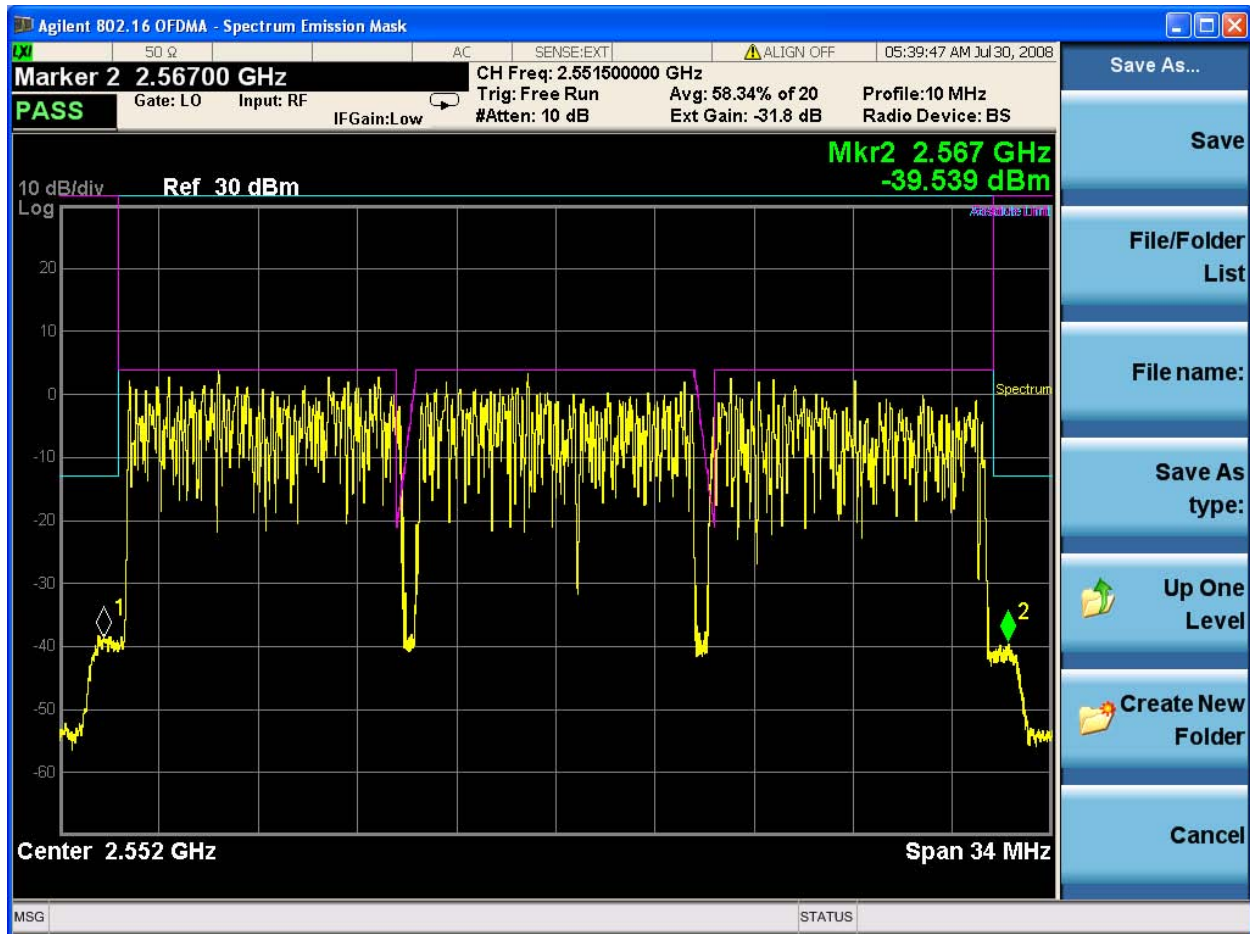 Agilent 802.16 OFDMA - Spectrum Emission Mask
LXI 50 Ω AC SENSE:EXT ALIGN OFF 05:39:47 AM Jul 30, 2008
Marker 2 2.56700 GHz
PASS
Gate: LO Input: RF
IFGain:Low
CH Freq: 2.551500000 GHz
Trig: Free Run Avg: 58.34% of 20 Profile:10 MHz
#Atten: 10 dB Ext Gain: -31.8 dB Radio Device: BS
Mkr2 2.567 GHz
-39.539 dBm
10 dB/div Ref 30 dBm
Log
20
10
0
-10
-20
-30
-40
-50
-60
Limit
Spectrum
1
2
Center 2.552 GHz
Span 34 MHz
MSG
STATUS
Save As...
Save
File/Folder
List
File name:
Save As
type:
Up One
Level
Create New
Folder
Cancel